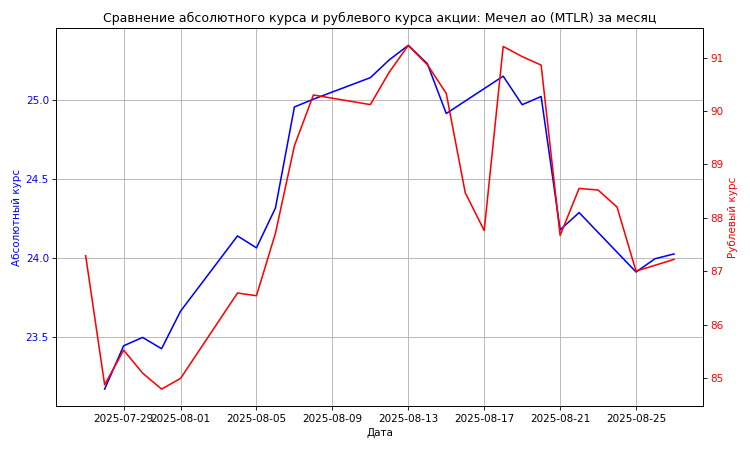 Сравнение абсолютного курса и рублевого курса акции: Мечел ао (MTLR) за месяц
25.0
24.5
24.0
23.5
Абсолютный курс
91
90
89
88
87
86
85
Рублевый курс
2025-07-29 2025-08-01 2025-08-05 2025-08-09 2025-08-13 2025-08-17 2025-08-21 2025-08-25
Дата